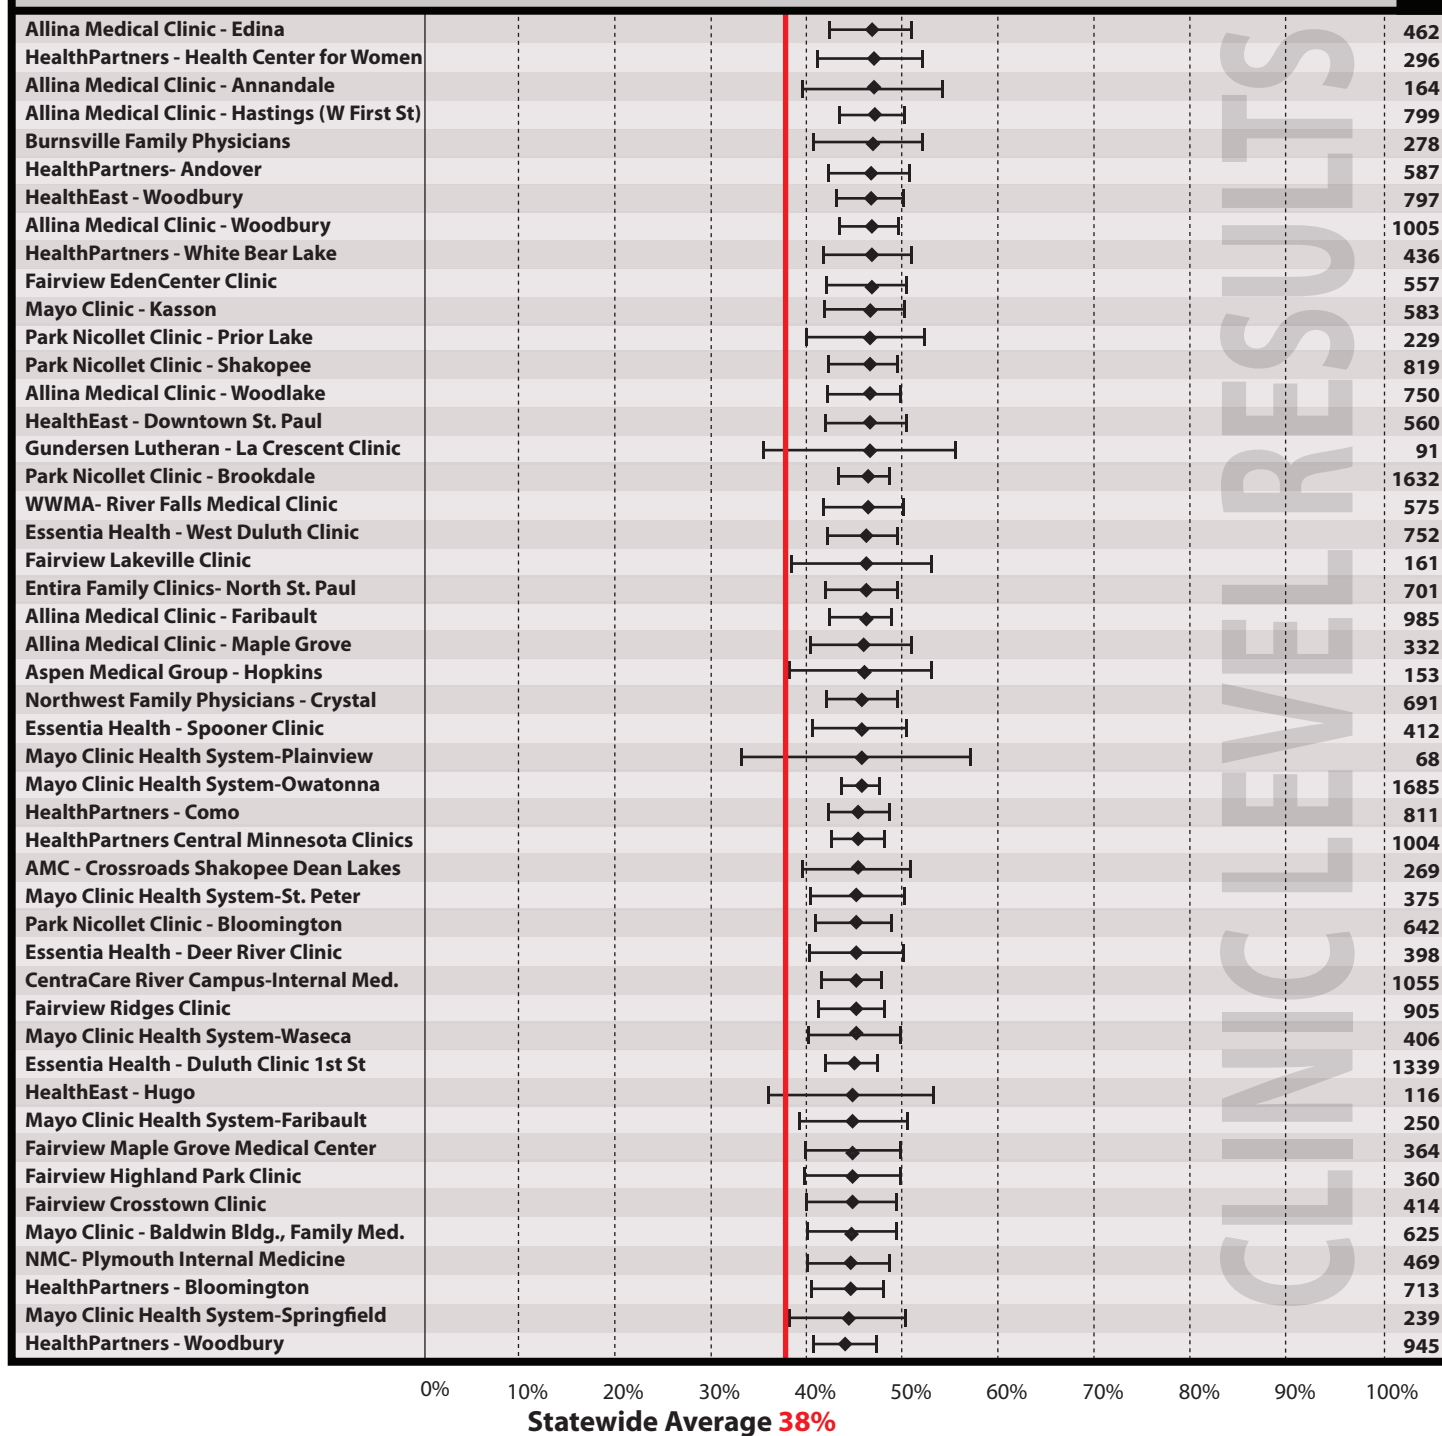 Allina Medical Clinic - Edina 462
HealthPartners - Health Center for Women 296
Allina Medical Clinic - Annandale 164
Allina Medical Clinic - Hastings (W First St) 799
Burnsville Family Physicians 278
HealthPartners- Andover 587
HealthEast - Woodbury 797
Allina Medical Clinic - Woodbury 1005
HealthPartners - White Bear Lake 436
Fairview EdenCenter Clinic 557
Mayo Clinic - Kasson 583
Park Nicollet Clinic - Prior Lake 229
Park Nicollet Clinic - Shakopee 819
Allina Medical Clinic - Woodlake 750
HealthEast - Downtown St. Paul 560
Gundersen Lutheran - La Crescent Clinic 91
Park Nicollet Clinic - Brookdale 1632
WWMA- River Falls Medical Clinic 575
Essentia Health - West Duluth Clinic 752
Fairview Lakeville Clinic 161
Entira Family Clinics- North St. Paul 701
Allina Medical Clinic - Faribault 985
Allina Medical Clinic - Maple Grove 332
Aspen Medical Group - Hopkins 153
Northwest Family Physicians - Crystal 691
Essentia Health - Spooner Clinic 412
Mayo Clinic Health System-Plainview 68
Mayo Clinic Health System-Owatonna 1685
HealthPartners - Como 811
HealthPartners Central Minnesota Clinics 1004
AMC - Crossroads Shakopee Dean Lakes 269
Mayo Clinic Health System-St. Peter 375
Park Nicollet Clinic - Bloomington 642
Essentia Health - Deer River Clinic 398
CentraCare River Campus-Internal Med. 1055
Fairview Ridges Clinic 905
Mayo Clinic Health System-Waseca 406
Essentia Health - Duluth Clinic 1st St 1339
HealthEast - Hugo 116
Mayo Clinic Health System-Faribault 250
Fairview Maple Grove Medical Center 364
Fairview Highland Park Clinic 360
Fairview Crosstown Clinic 414
Mayo Clinic - Baldwin Bldg., Family Med. 625
NMC- Plymouth Internal Medicine 469
HealthPartners - Bloomington 713
Mayo Clinic Health System-Springfield 239
HealthPartners - Woodbury 945
CLINIC LEVEL RESULTS
0% 10% 20% 30% 40% 50% 60% 70% 80% 90% 100%
Statewide Average 38%